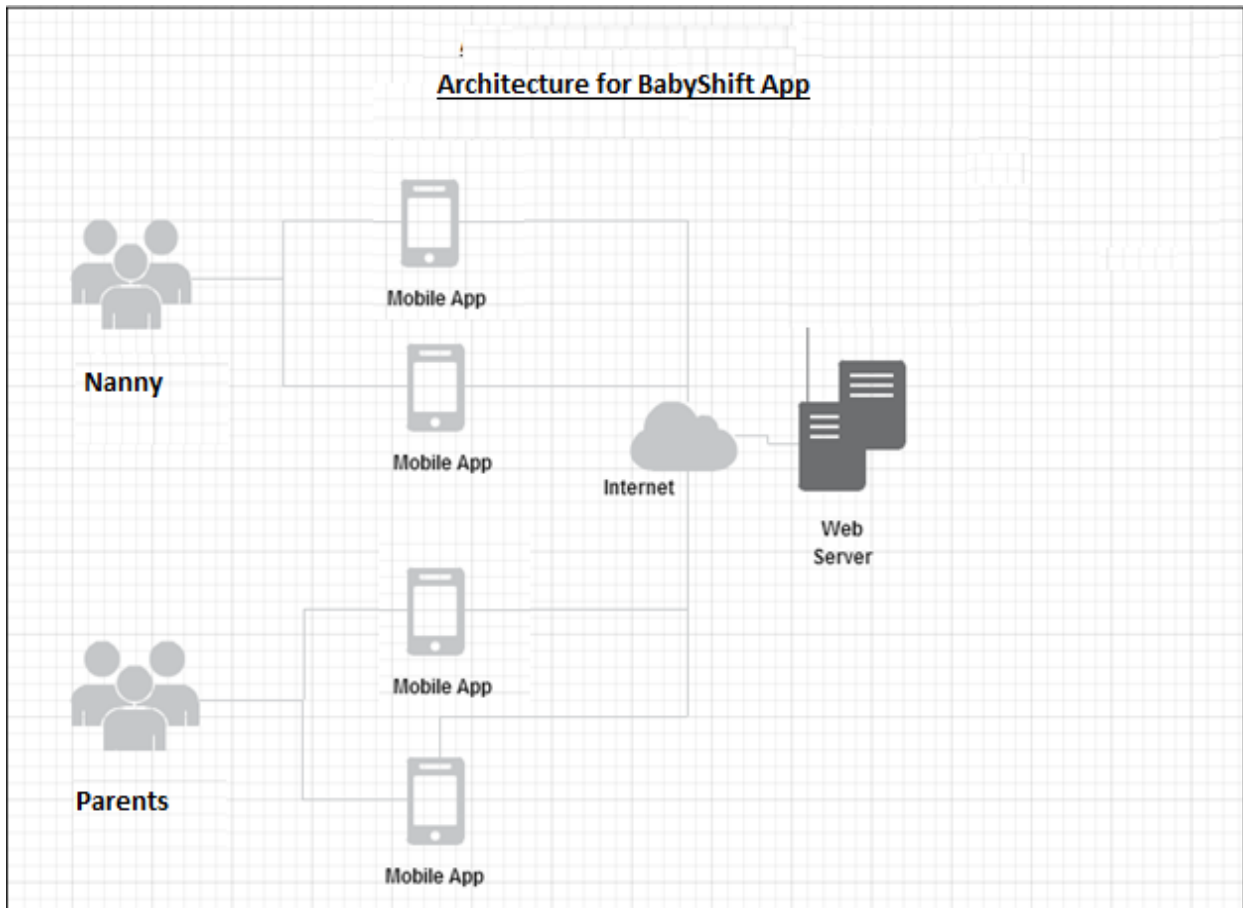 Architecture for BabyShift App
Mobile App
Nanny
Mobile App
Internet
Web
Server
Mobile App
Parents
Mobile App